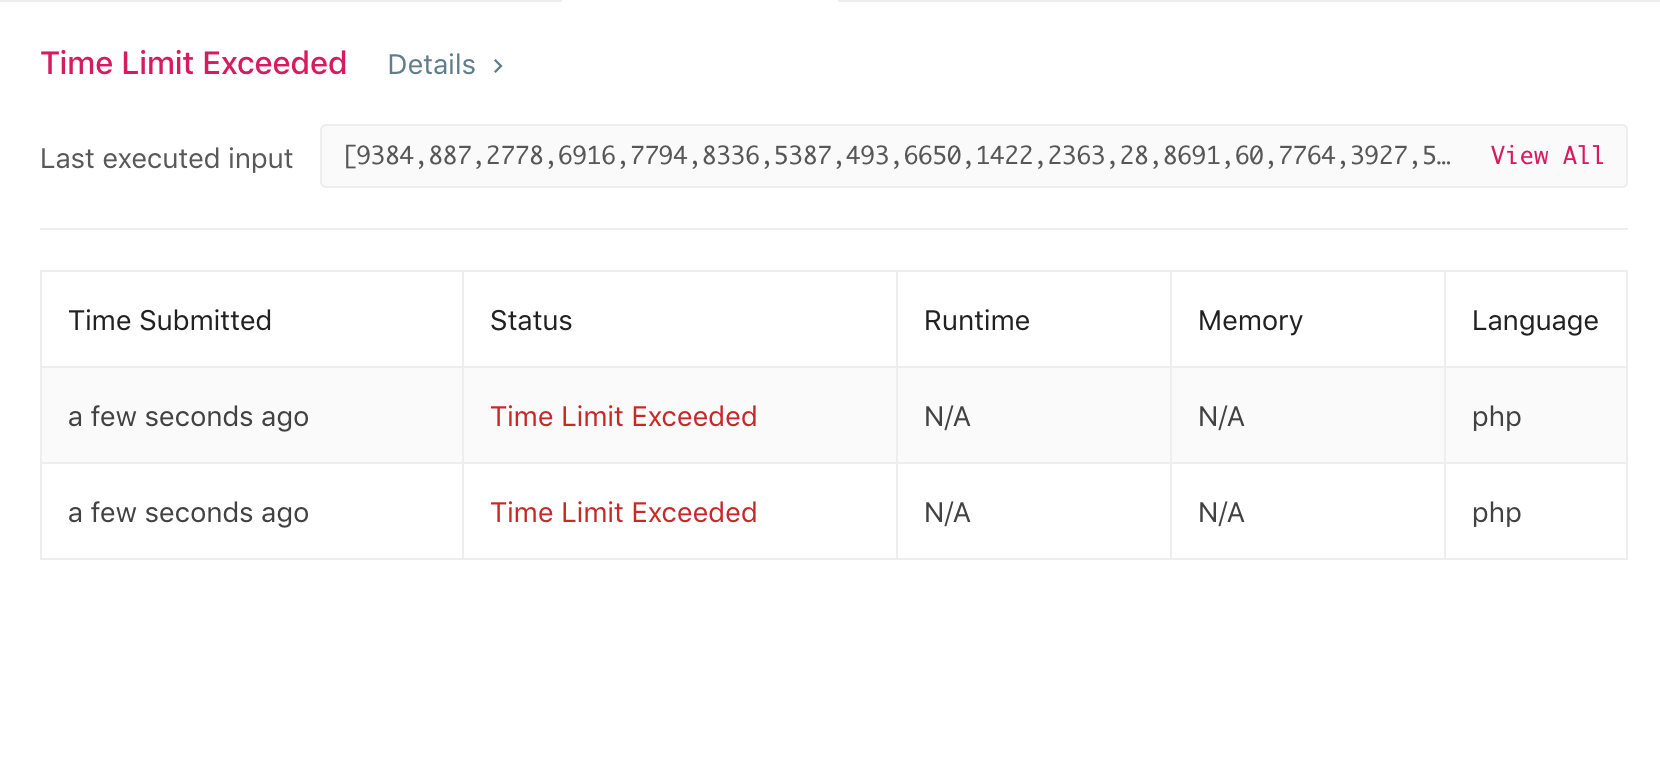 Time Limit Exceeded Details >
Last executed input [9384,887,2778,6916,7794,8336,5387,493,6650,1422,2363,28,8691,60,7764,3927,5… View All
Time Submitted Status Runtime Memory Language
a few seconds ago Time Limit Exceeded N/A N/A php
a few seconds ago Time Limit Exceeded N/A N/A php